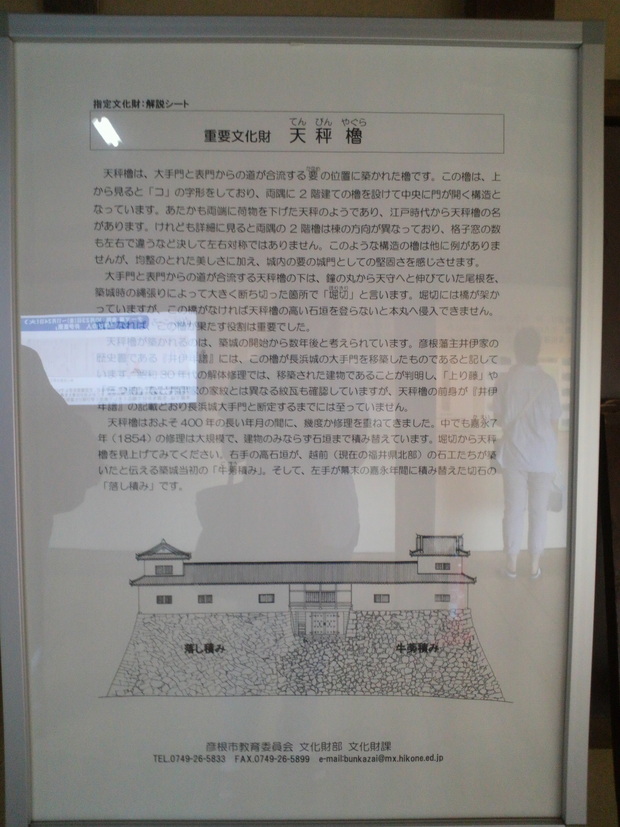 指定文化財：解説シート
てん びん やぐら
重要文化財 天秤櫓
天秤櫓は、大手門と表門からの道が合流する要の位置に築かれた櫓です。この櫓は、上
から見ると「コ」の字形をしており、両隅に２階建ての櫓を設けて中央に門が開く構造と
なっています。あたかも両端に荷物を下げた天秤のようであり、江戸時代から天秤櫓の名
があります。けれども詳細に見ると両隅の２階櫓は棟の方向が異なっており、格子窓の数
も左右で違うなど決して左右対称ではありません。このような構造の櫓は他に例がありま
せんが、均整のとれた美しさに加え、城内の要の城門としての堅固さを感じさせます。
大手門と表門からの道が合流する天秤櫓の下は、鐘の丸から天守へと伸びていた尾根を、
築城時の縄張りによって大きく断ち切った箇所で「堀切」と言います。堀切には橋が架か
っていますが、この橋がなければ天秤櫓の高い石垣を登らないと本丸へ侵入できません。
この橋が果たす役割は重要でした。
天秤櫓が築かれるのは、築城の開始から数年後と考えられています。彦根藩主井伊家の
歴史書である『井伊年譜』には、この櫓が長浜城の大手門を移築したものであると記して
います。昭和30年代の解体修理では、移築された建物であることが判明し、「上り藤」や
家の家紋とは異なる紋瓦も確認していますが、天秤櫓の前身が『井伊
年譜』の記載どおり長浜城大手門と断定するまでには至っていません。
天秤櫓はおよそ400年の長い年月の間に、幾度か修理を重ねてきました。中でも嘉永7
年（1854）の修理は大規模で、建物のみならず石垣まで積み替えています。堀切から天秤
櫓を見上げてみてください。右手の高石垣が、越前（現在の福井県北部）の石工たちが築
いたと伝える築城当初の「牛蒡積み」。そして、左手が幕末の嘉永年間に積み替えた切石の
「落し積み」です。
落し積み 牛蒡積み
彦根市教育委員会 文化財部 文化財課
TEL.0749-26-5833 FAX.0749-26-5899 e-mail:bunkazai@mx.hikone.ed.jp